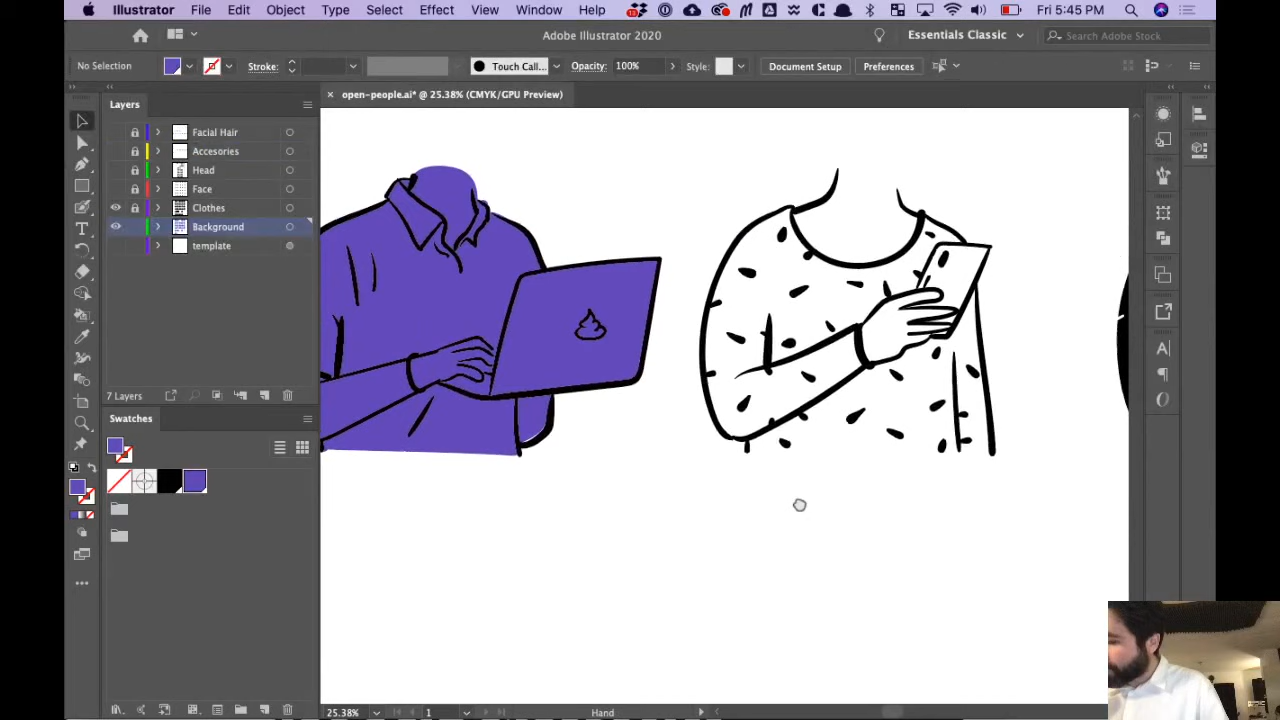 Illustrator File Edit Object Type Select Effect View Window Help Fri 5:45 PM
Adobe Illustrator 2020 Essentials Classic Search Adobe Stock
No Selection Stroke: Touch Call... Opacity: 100% Style: Document Setup Preferences
open-people.ai* @ 25.38% (CMYK/GPU Preview)
Layers
Facial Hair
Accesories
Head
Face
Clothes
Background
template
7 Layers
Swatches
25.38% 1 Hand